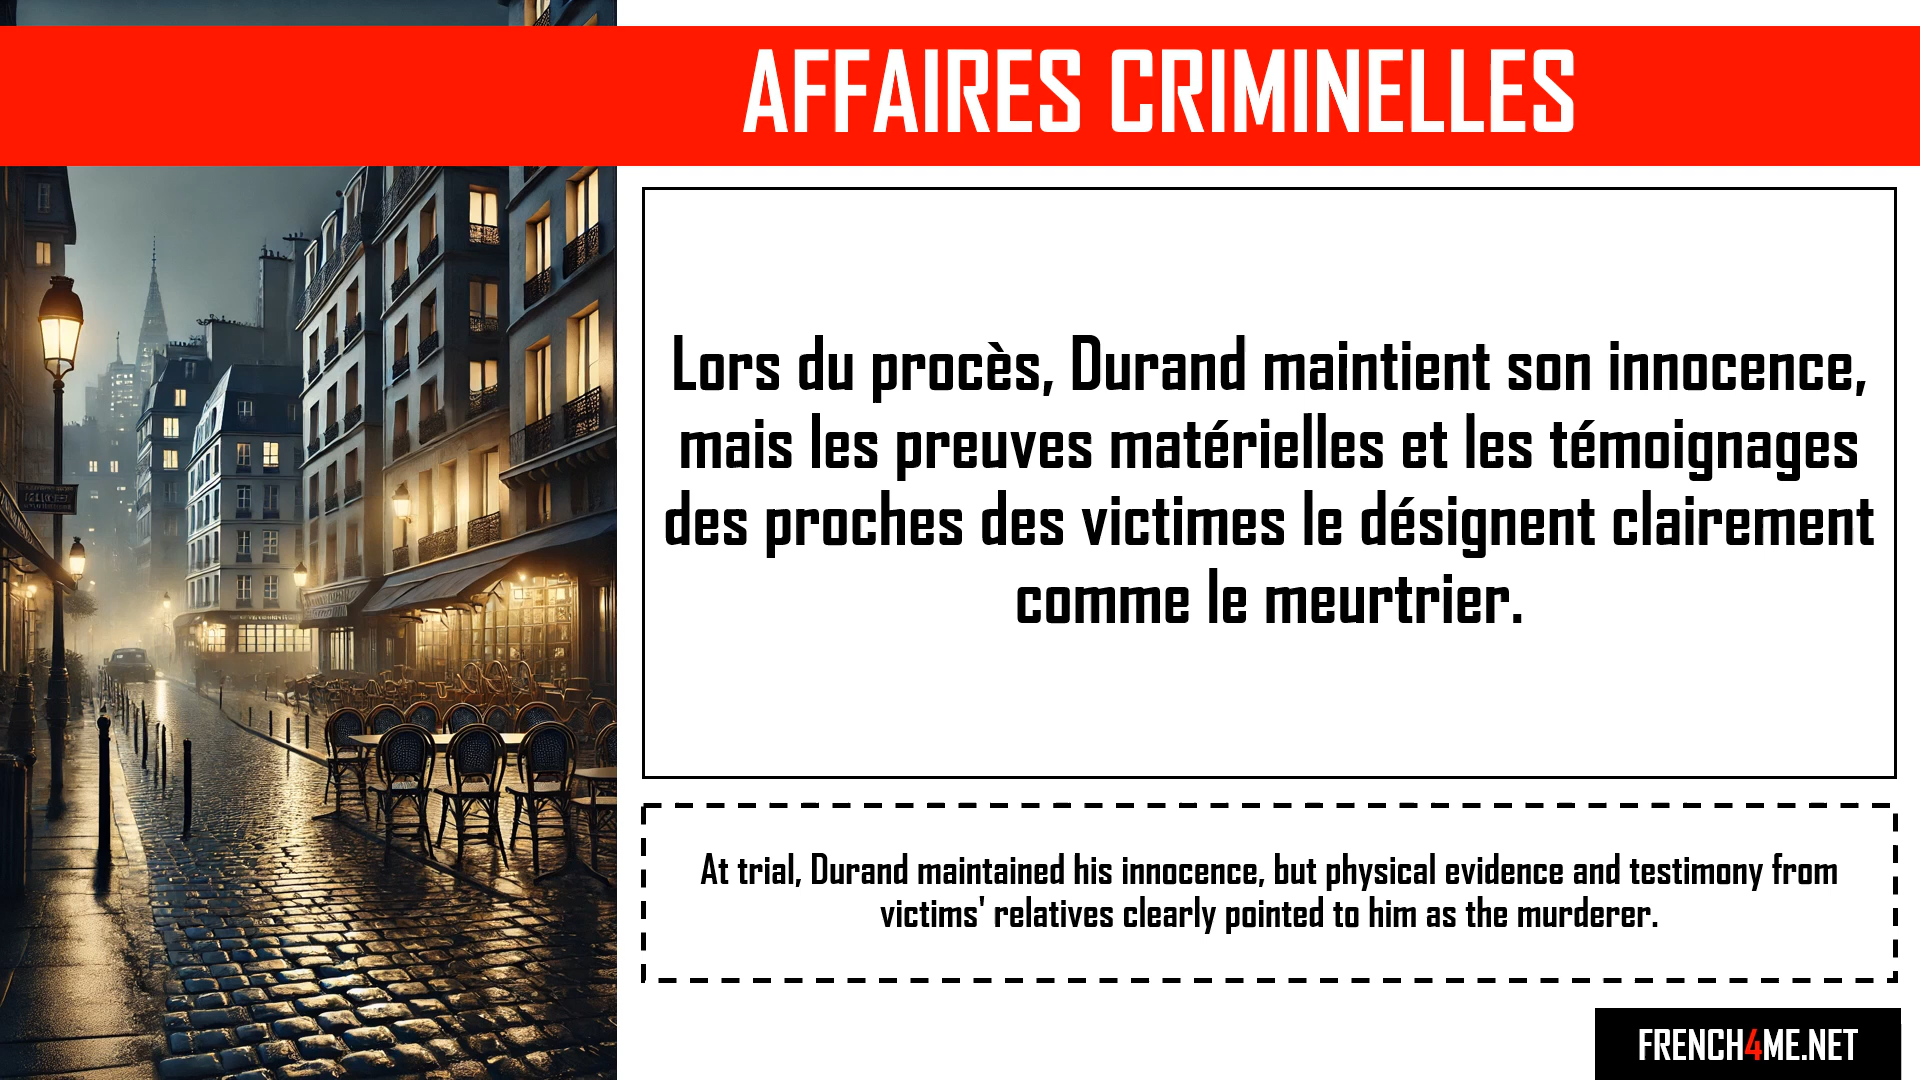 AFFAIRES CRIMINELLES
Lors du procès, Durand maintient son innocence,
mais les preuves matérielles et les témoignages
des proches des victimes le désignent clairement
comme le meurtrier.
At trial, Durand maintained his innocence, but physical evidence and testimony from
victims' relatives clearly pointed to him as the murderer.
FRENCH4ME.NET